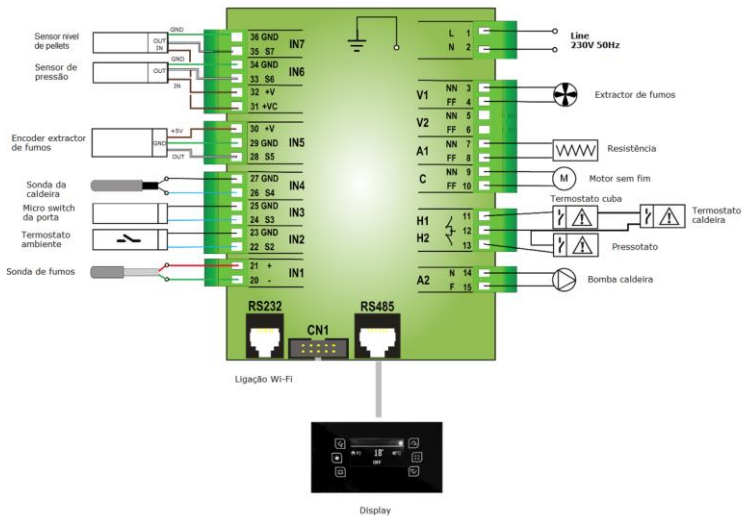 Sensor nivel
de pellets
GND
OUT
IN
Sensor de
pressão
GND
OUT
IN
Encoder extractor
de fumos
+5V
GND
OUT
Sonda da
caldeira
Micro switch
da porta
Termostato
ambiente
Sonda de fumos
36 GND
35 S7
IN7
34 GND
33 S6
IN6
32 +V
31 +VC
30 +V
29 GND
IN5
28 S5
27 GND
IN4
26 S4
25 GND
IN3
24 S3
23 GND
IN2
22 S2
21 +
IN1
20 -
L 1
N 2
Line
230V 50Hz
V1
NN 3
FF 4
Extractor de fumos
V2
NN 5
FF 6
A1
NN 7
FF 8
Resistência
C
NN 9
FF 10
M
Motor sem fim
Termostato cuba
H1
11
12
H2
13
Termostato
caldeira
Pressotato
A2
N 14
F 15
Bomba caldeira
RS232
CN1
RS485
Ligação Wi-Fi
OFF
Display